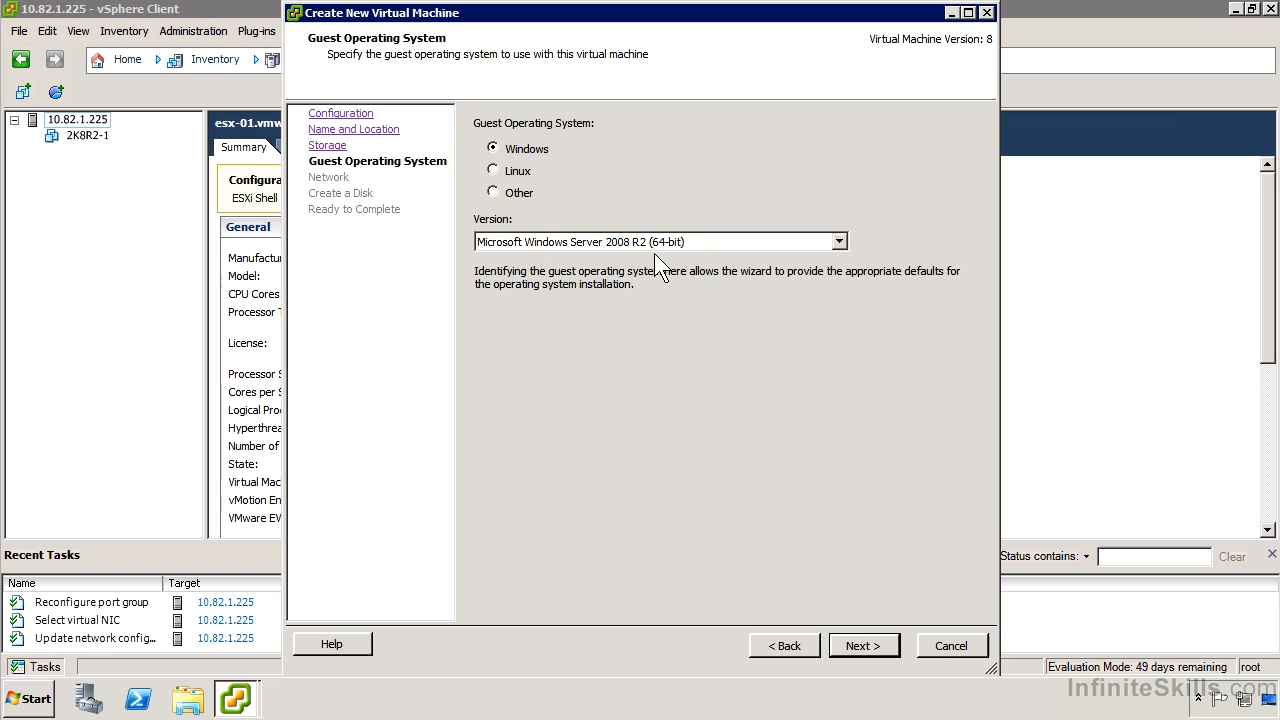 10.82.1.225 - vSphere Client
File Edit View Inventory Administration Plug-ins
Home Inventory
10.82.1.225
2K8R2-1
esx-01.vmw
Summary
Configura
ESXi Shell
General
Manufactur
Model:
CPU Cores
Processor T
License:
Processor S
Cores per S
Logical Proc
Hyperthrea
Number of
State:
Virtual Mac
vMotion En
VMware EV
Create New Virtual Machine
Guest Operating System
Specify the guest operating system to use with this virtual machine
Virtual Machine Version: 8
Configuration
Name and Location
Storage
Guest Operating System
Network
Create a Disk
Ready to Complete
Guest Operating System:
Windows
Linux
Other
Version:
Microsoft Windows Server 2008 R2 (64-bit)
Identifying the guest operating system here allows the wizard to provide the appropriate defaults for
the operating system installation.
Help
< Back
Next >
Cancel
Recent Tasks
Status contains:
Clear
Name Target
Reconfigure port group 10.82.1.225
Select virtual NIC 10.82.1.225
Update network config... 10.82.1.225
Tasks
Evaluation Mode: 49 days remaining
root
Start
InfiniteSkills.com